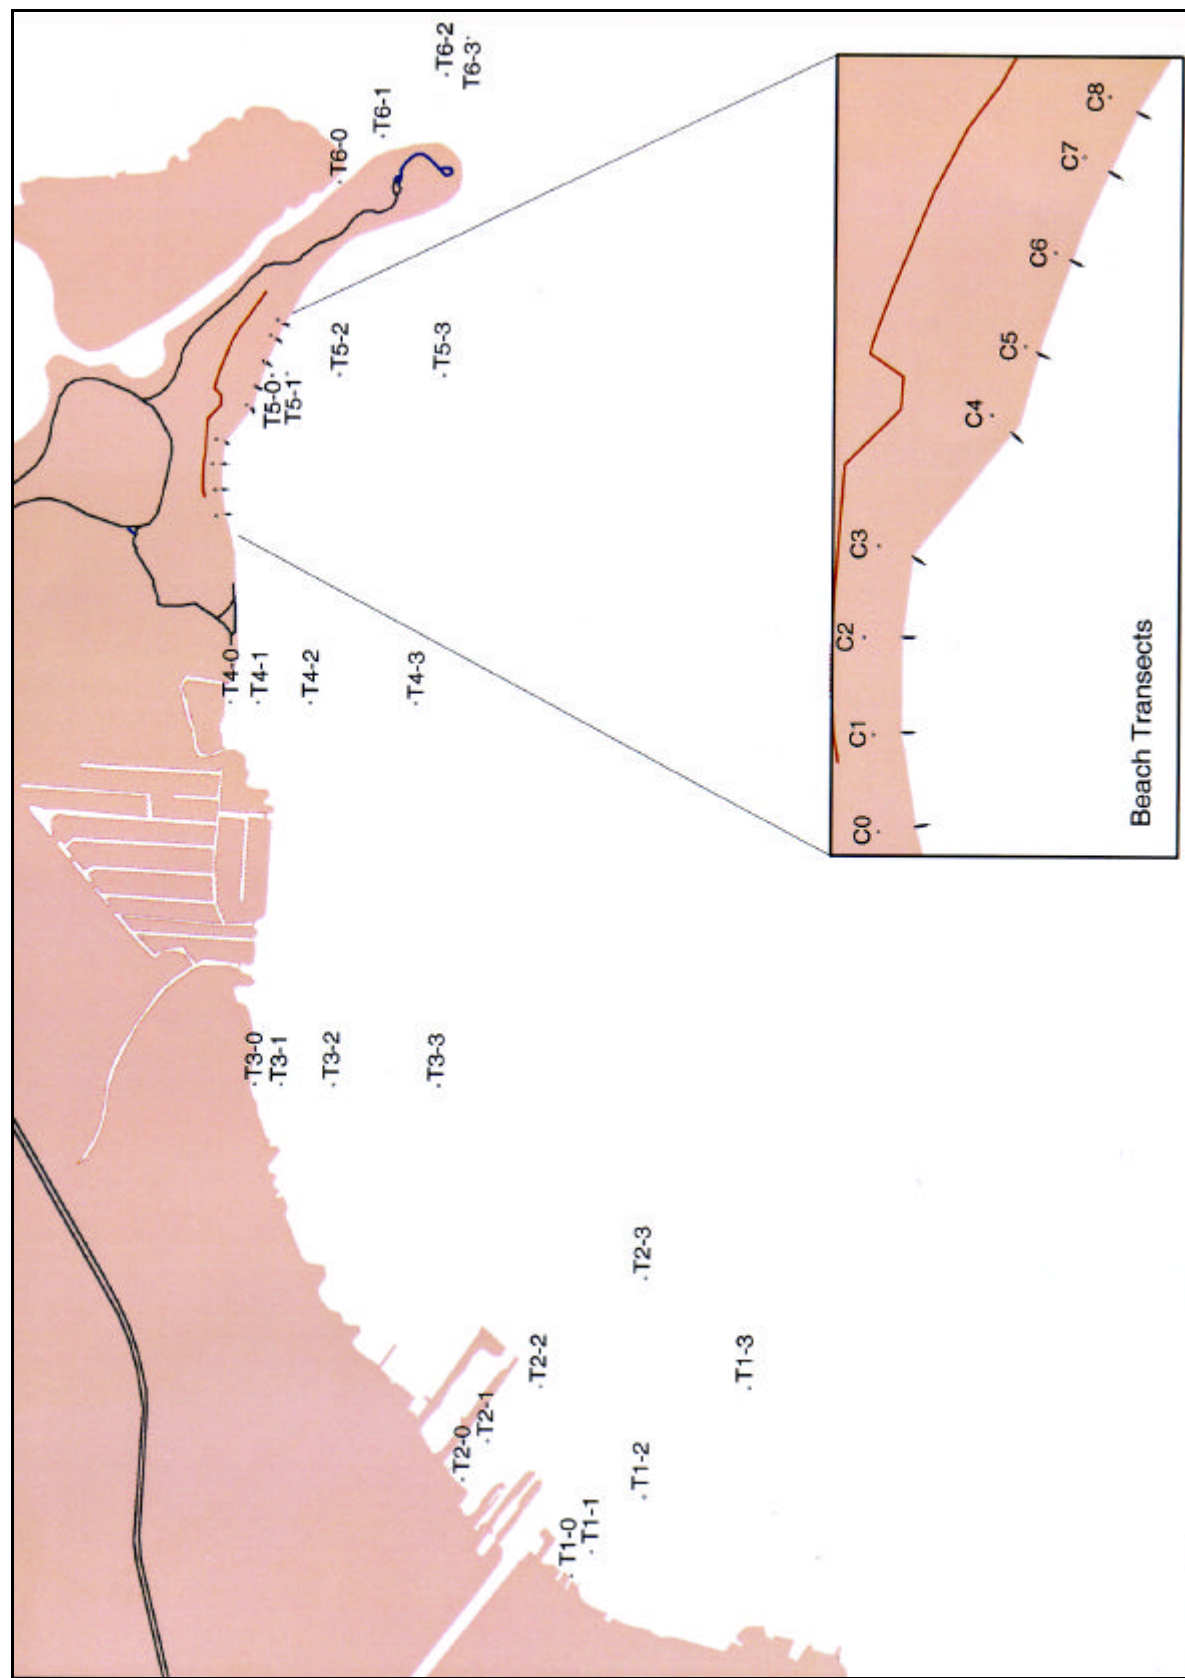 T1-0
T1-1
T1-2
T1-3
T2-0
T2-1
T2-2
T2-3
T3-0
T3-1
T3-2
T3-3
T4-0
T4-1
T4-2
T4-3
T5-0
T5-1
T5-2
T5-3
T6-0
T6-1
T6-2
T6-3
C0
C1
C2
C3
C4
C5
C6
C7
C8
Beach Transects